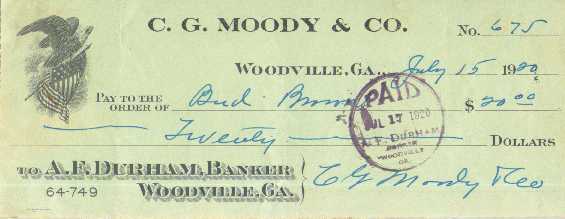 C. G. MOODY & CO.
No. 675
WOODVILLE, GA., July 15 1920
PAY TO THE ORDER OF Bud $20 00
Twenty DOLLARS
PAID
JUL 17 1920
A. F. DURHAM
BANKER
WOODVILLE
GA.
TO A. F. DURHAM, BANKER
64-749 WOODVILLE, GA.
C G Moody & Co